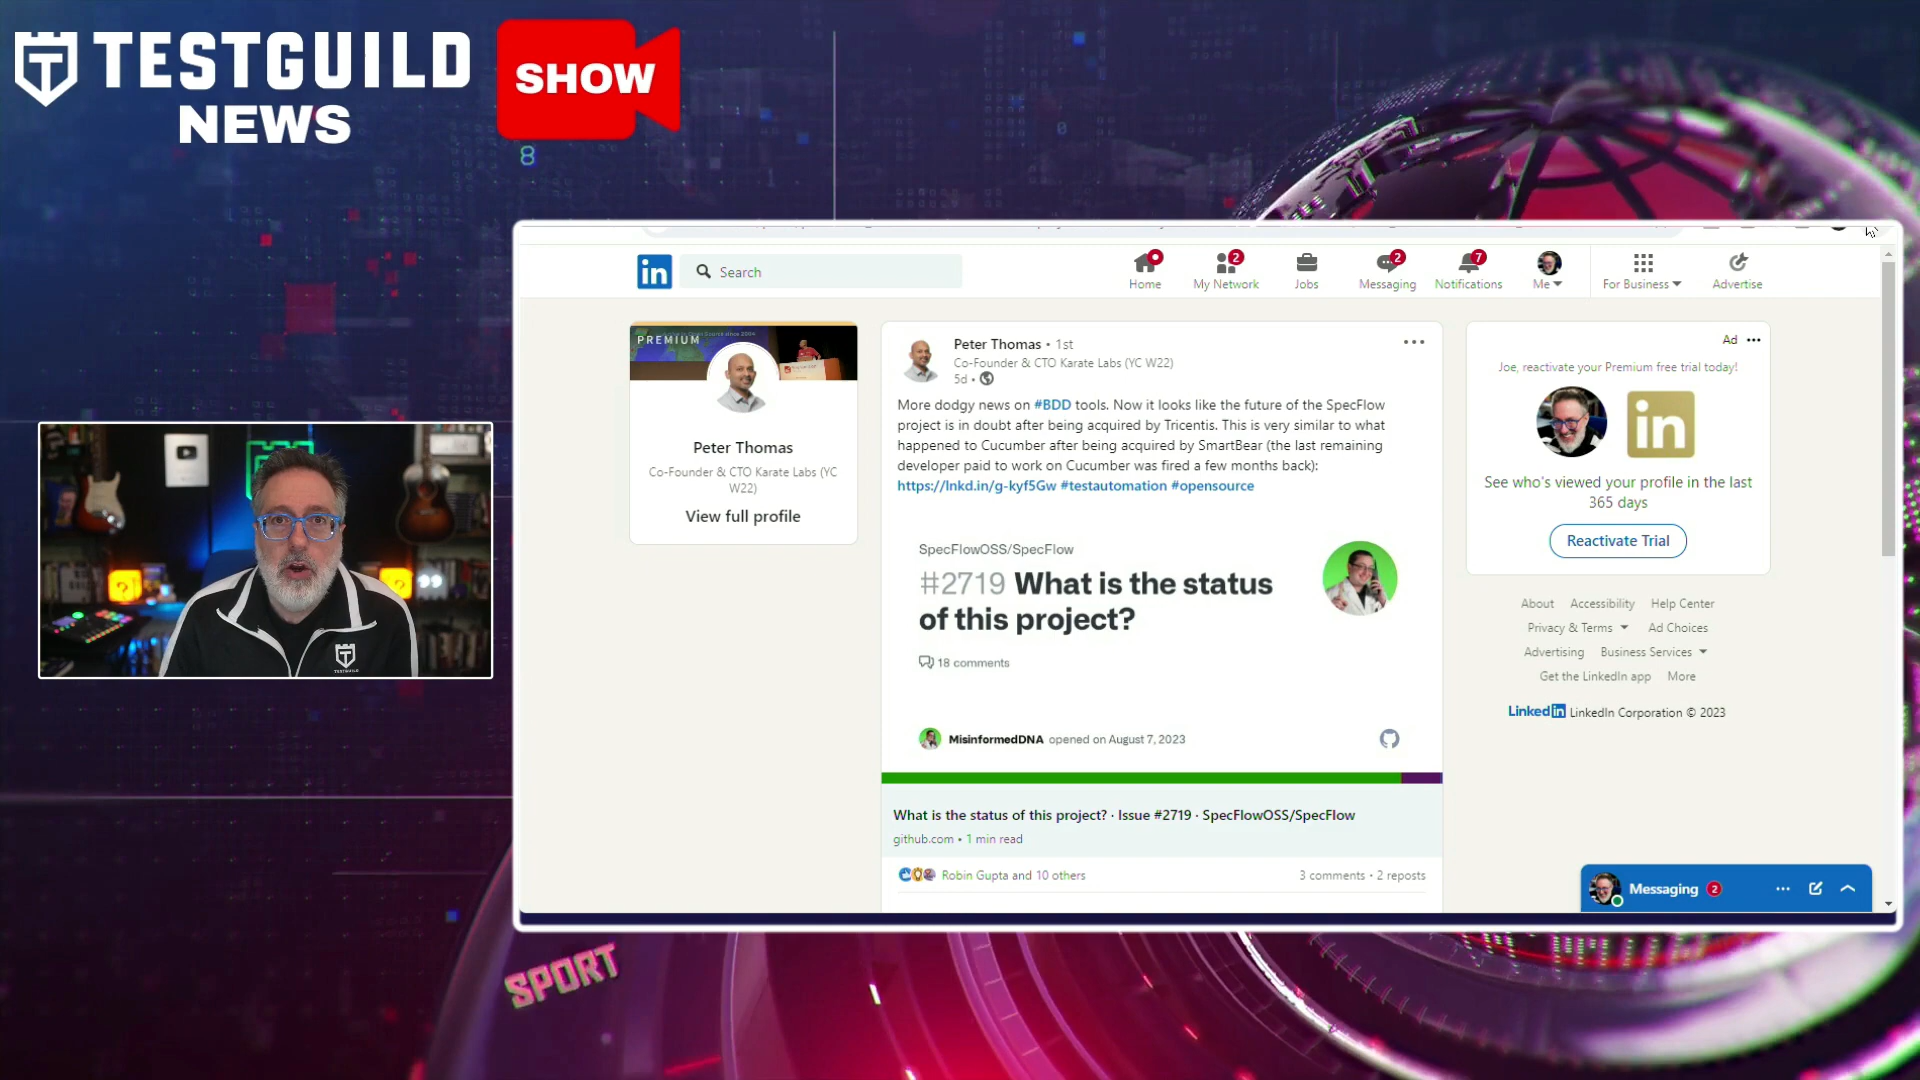 TESTGUILD
NEWS
SHOW
8
in
Search
Home
2
My Network
Jobs
2
Messaging
7
Notifications
Me
For Business
Advertise
PREMIUM
Peter Thomas
Co-Founder & CTO Karate Labs (YC
W22)
View full profile
Peter Thomas • 1st
Co-Founder & CTO Karate Labs (YC W22)
5d •
More dodgy news on #BDD tools. Now it looks like the future of the SpecFlow
project is in doubt after being acquired by Tricentis. This is very similar to what
happened to Cucumber after being acquired by SmartBear (the last remaining
developer paid to work on Cucumber was fired a few months back):
https://lnkd.in/g-kyf5Gw #testautomation #opensource
SpecFlowOSS/SpecFlow
#2719 What is the status
of this project?
18 comments
MisinformedDNA opened on August 7, 2023
What is the status of this project? · Issue #2719 · SpecFlowOSS/SpecFlow
github.com • 1 min read
Robin Gupta and 10 others
3 comments • 2 reposts
Ad
Joe, reactivate your Premium free trial today!
in
See who's viewed your profile in the last
365 days
Reactivate Trial
About Accessibility Help Center
Privacy & Terms Ad Choices
Advertising Business Services
Get the LinkedIn app More
LinkedIn LinkedIn Corporation © 2023
Messaging 2
TESTGUILD
SPORT